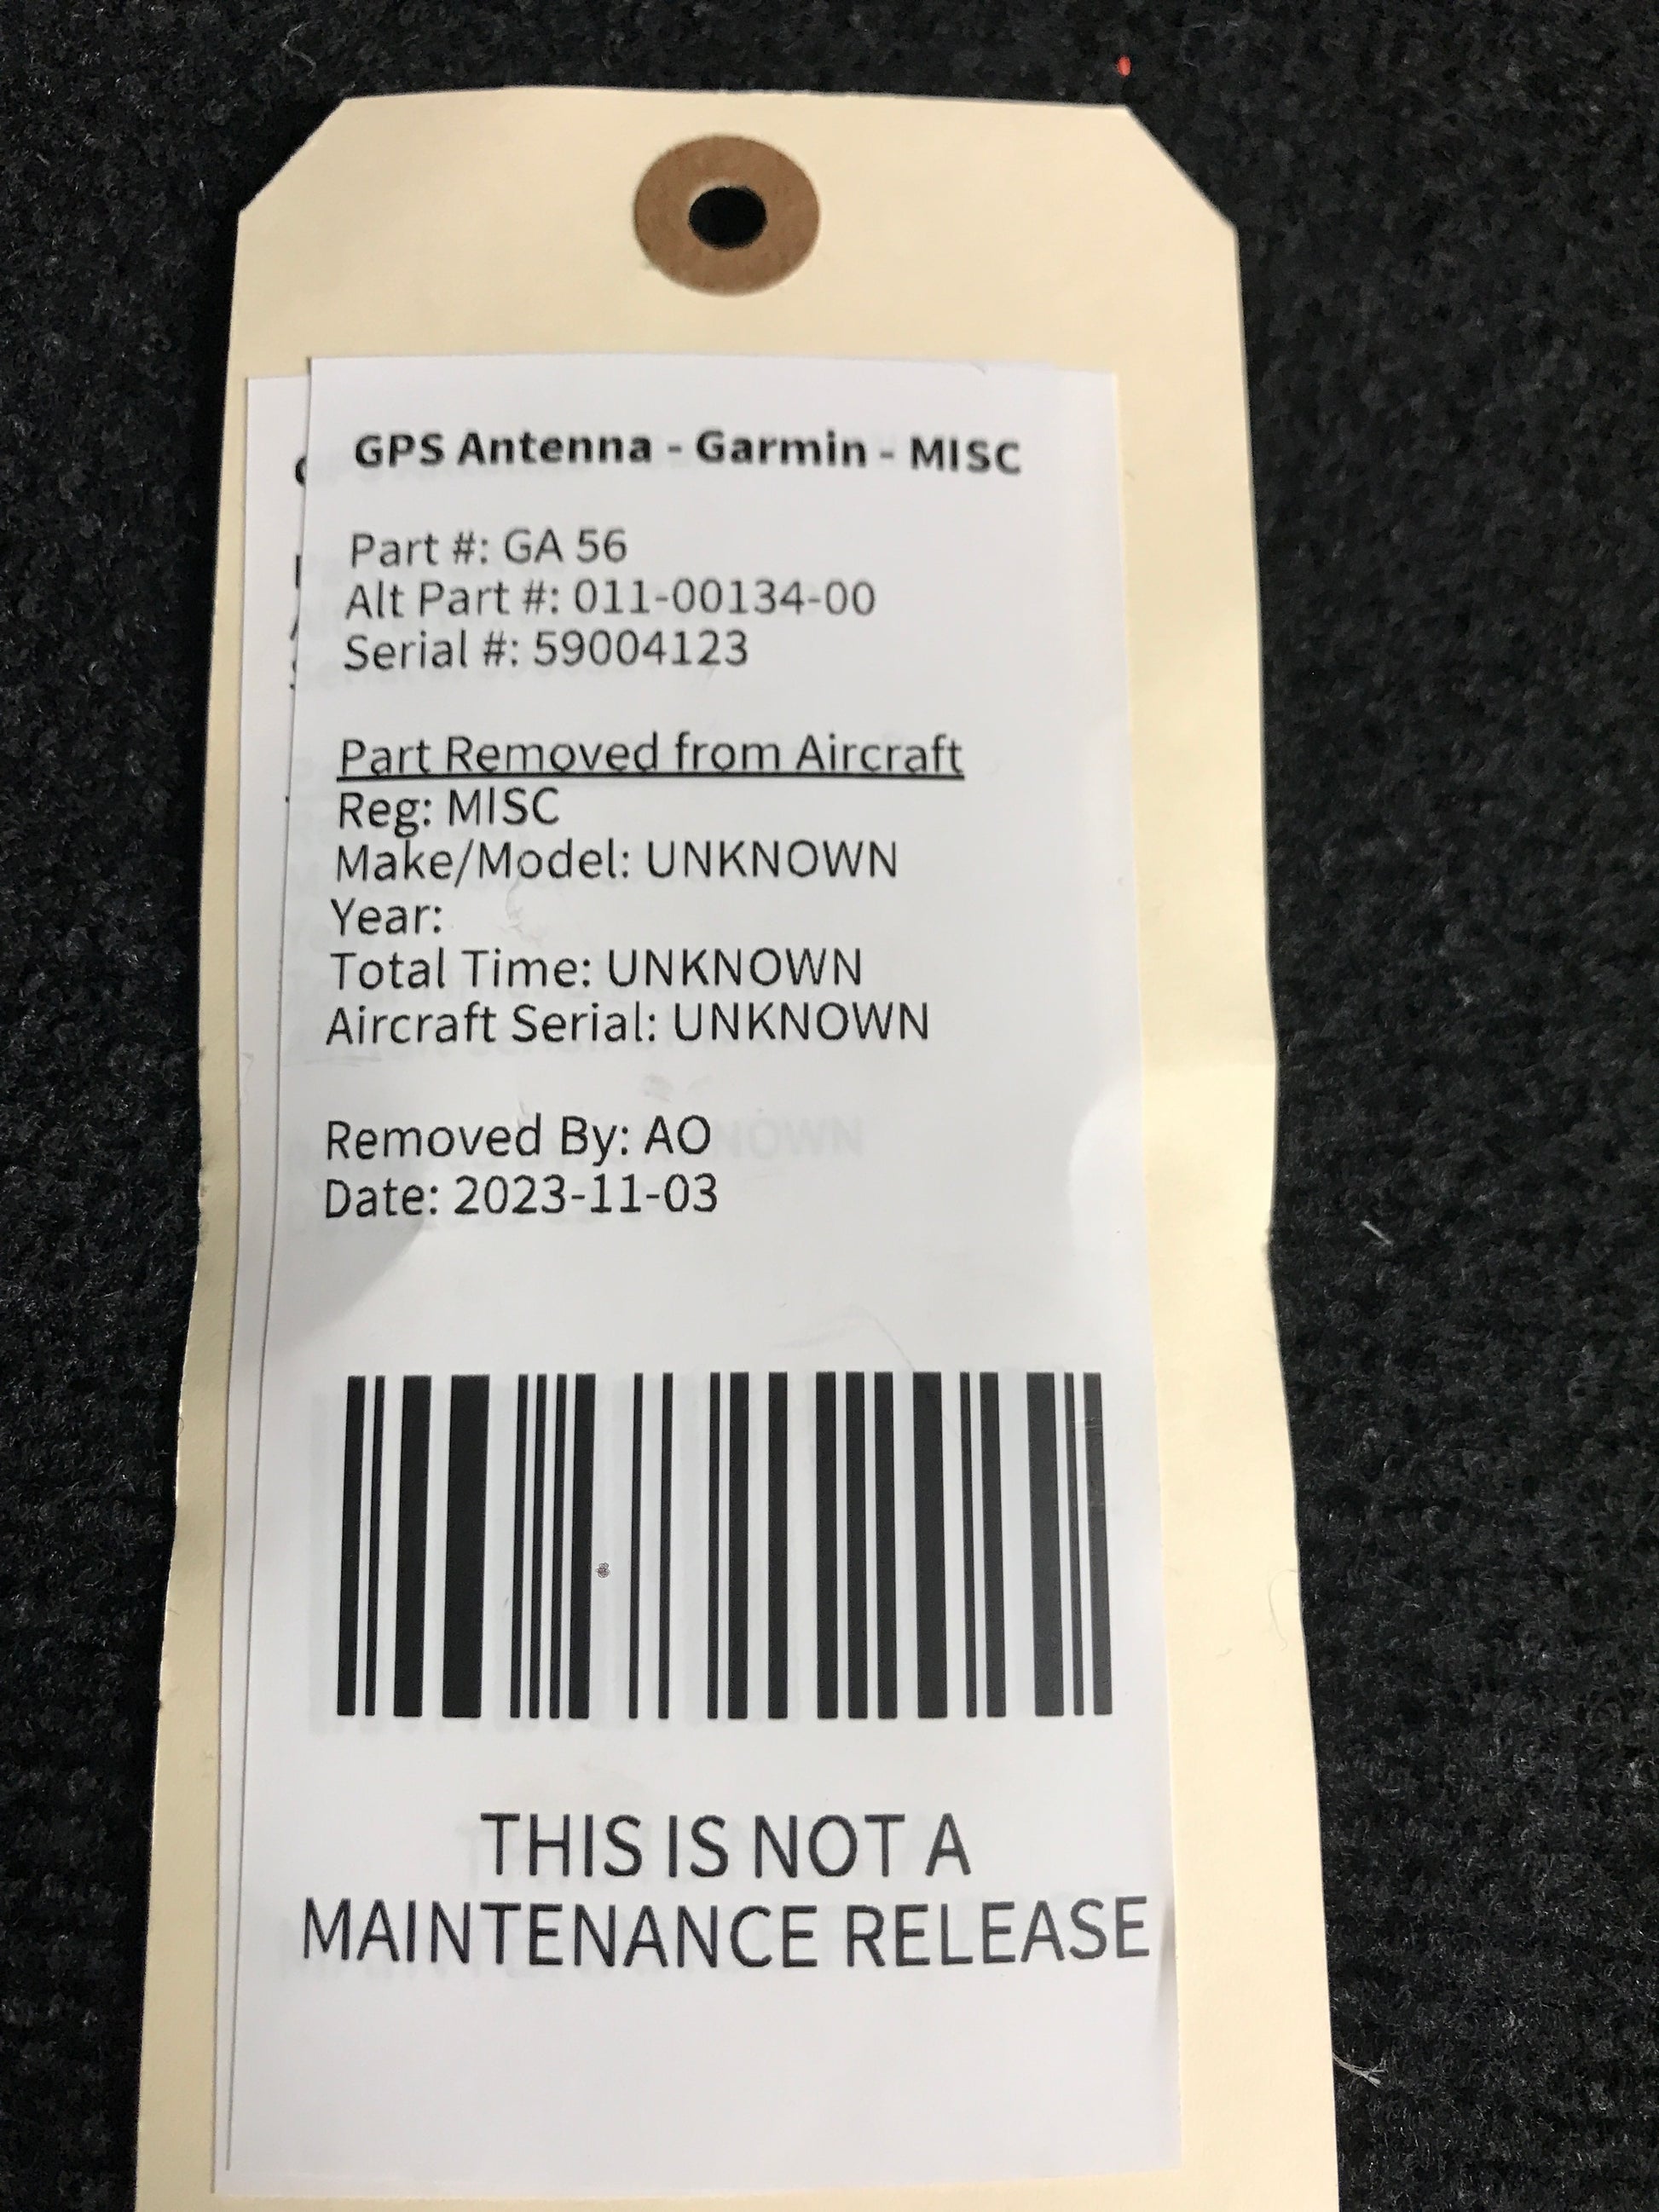 GPS Antenna - Garmin - MISC
Part #: GA 56
Alt Part #: 011-00134-00
Serial #: 59004123
Part Removed from Aircraft
Reg: MISC
Make/Model: UNKNOWN
Year:
Total Time: UNKNOWN
Aircraft Serial: UNKNOWN
Removed By: AO
Date: 2023-11-03
THIS IS NOT A
MAINTENANCE RELEASE